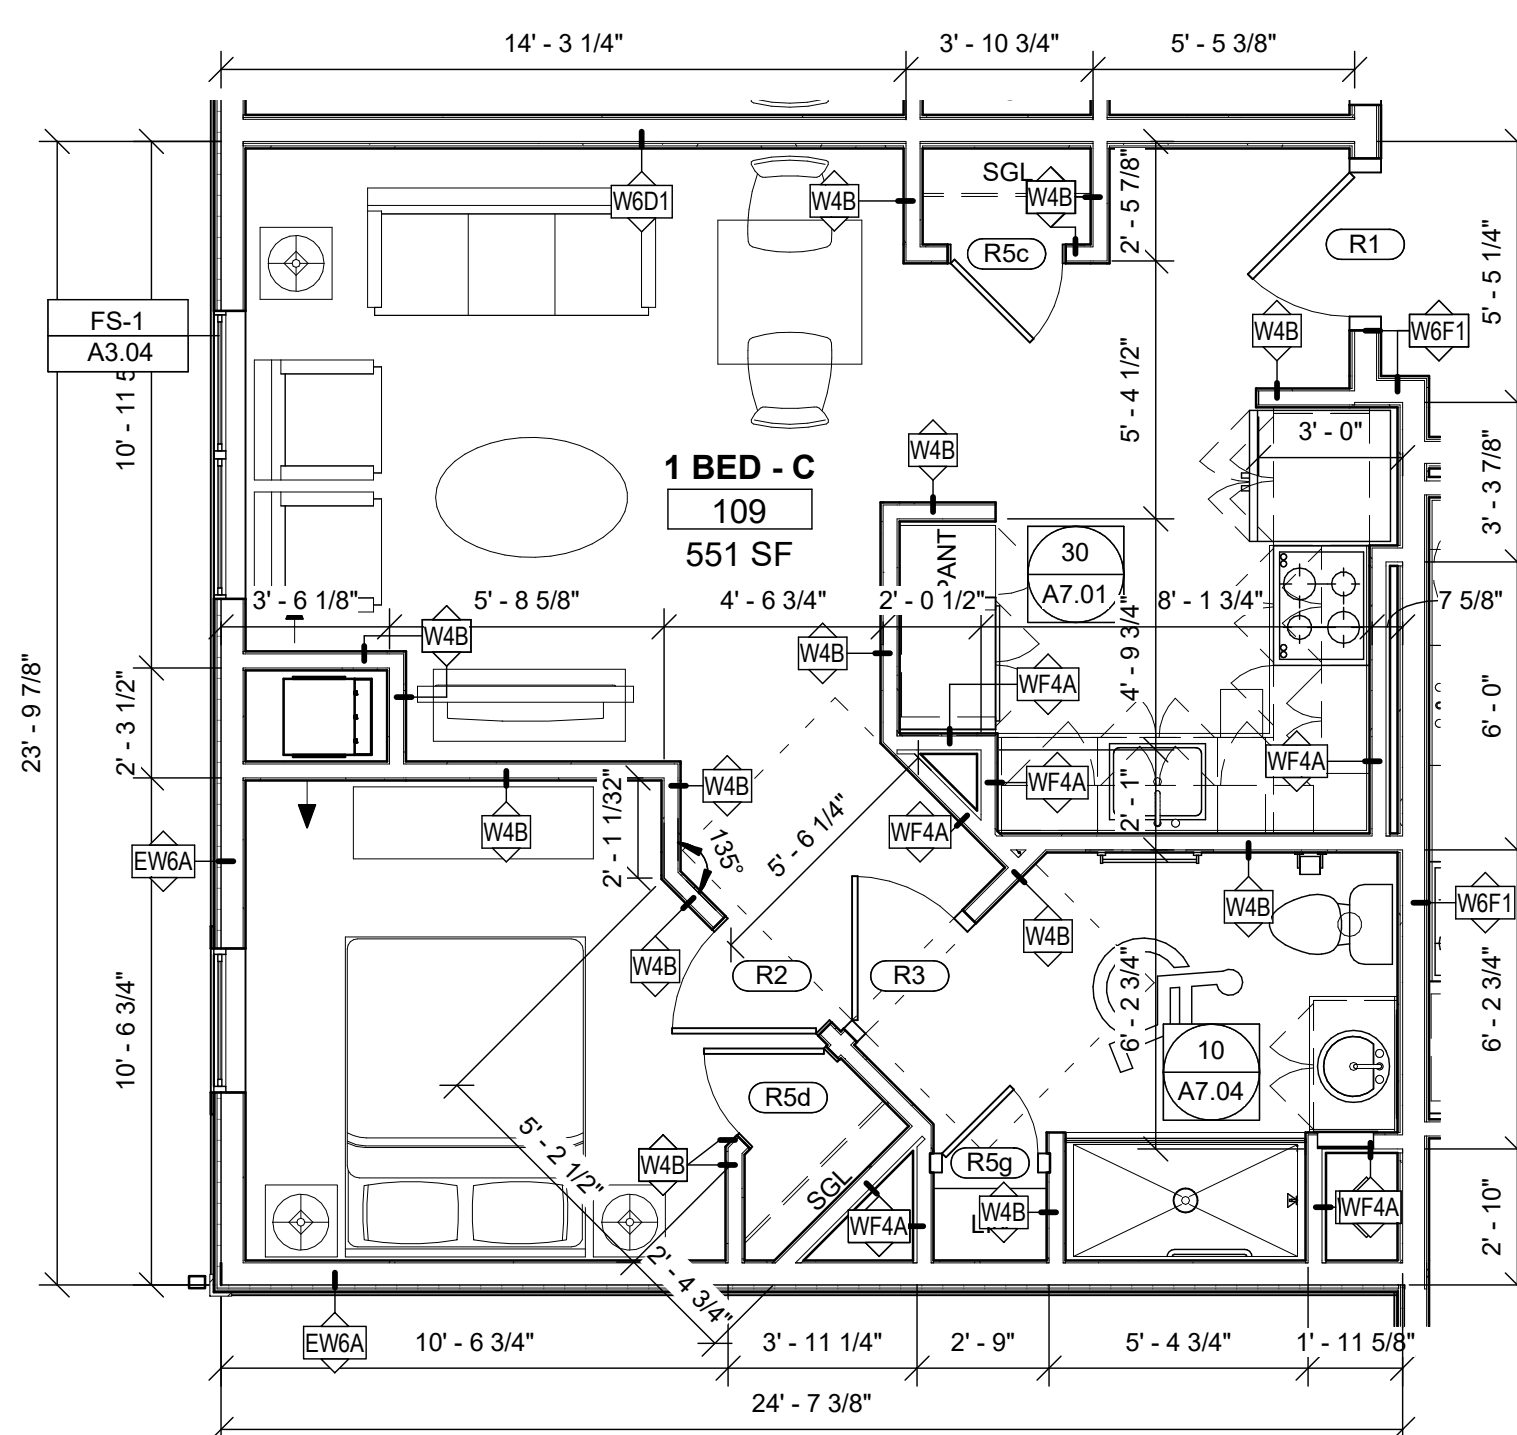 14' - 3 1/4"
3' - 10 3/4"
5' - 5 3/8"
SGL
W6D1
W4B
W4B
2' - 5 7/8"
R5c
R1
5' - 5 1/4"
FS-1
A3.04
W4B
W6F1
10' - 11 5
5' - 4 1/2"
3' - 0"
W4B
1 BED - C
109
551 SF
3' - 3 7/8"
PANT
30
A7.01
3' - 6 1/8"
5' - 8 5/8"
4' - 6 3/4"
2' - 0 1/2"
8' - 1 3/4"
7 5/8"
W4B
W4B
4' - 9 3/4"
WF4A
23' - 9 7/8"
2' - 3 1/2"
6' - 0"
W4B
WF4A
WF4A
2' - 1"
W4B
2' - 1 1/32"
135°
5' - 6 1/4"
WF4A
EW6A
W4B
W6F1
W4B
W4B
R2
R3
10' - 6 3/4"
6' - 2 3/4"
6' - 2 3/4"
10
A7.04
R5d
5' - 2 1/2"
W4B
R5g
SGL
W4B
WF4A
WF4A
2' - 10"
2' - 4 3/4"
EW6A
10' - 6 3/4"
3' - 11 1/4"
2' - 9"
5' - 4 3/4"
1' - 11 5/8"
24' - 7 3/8"